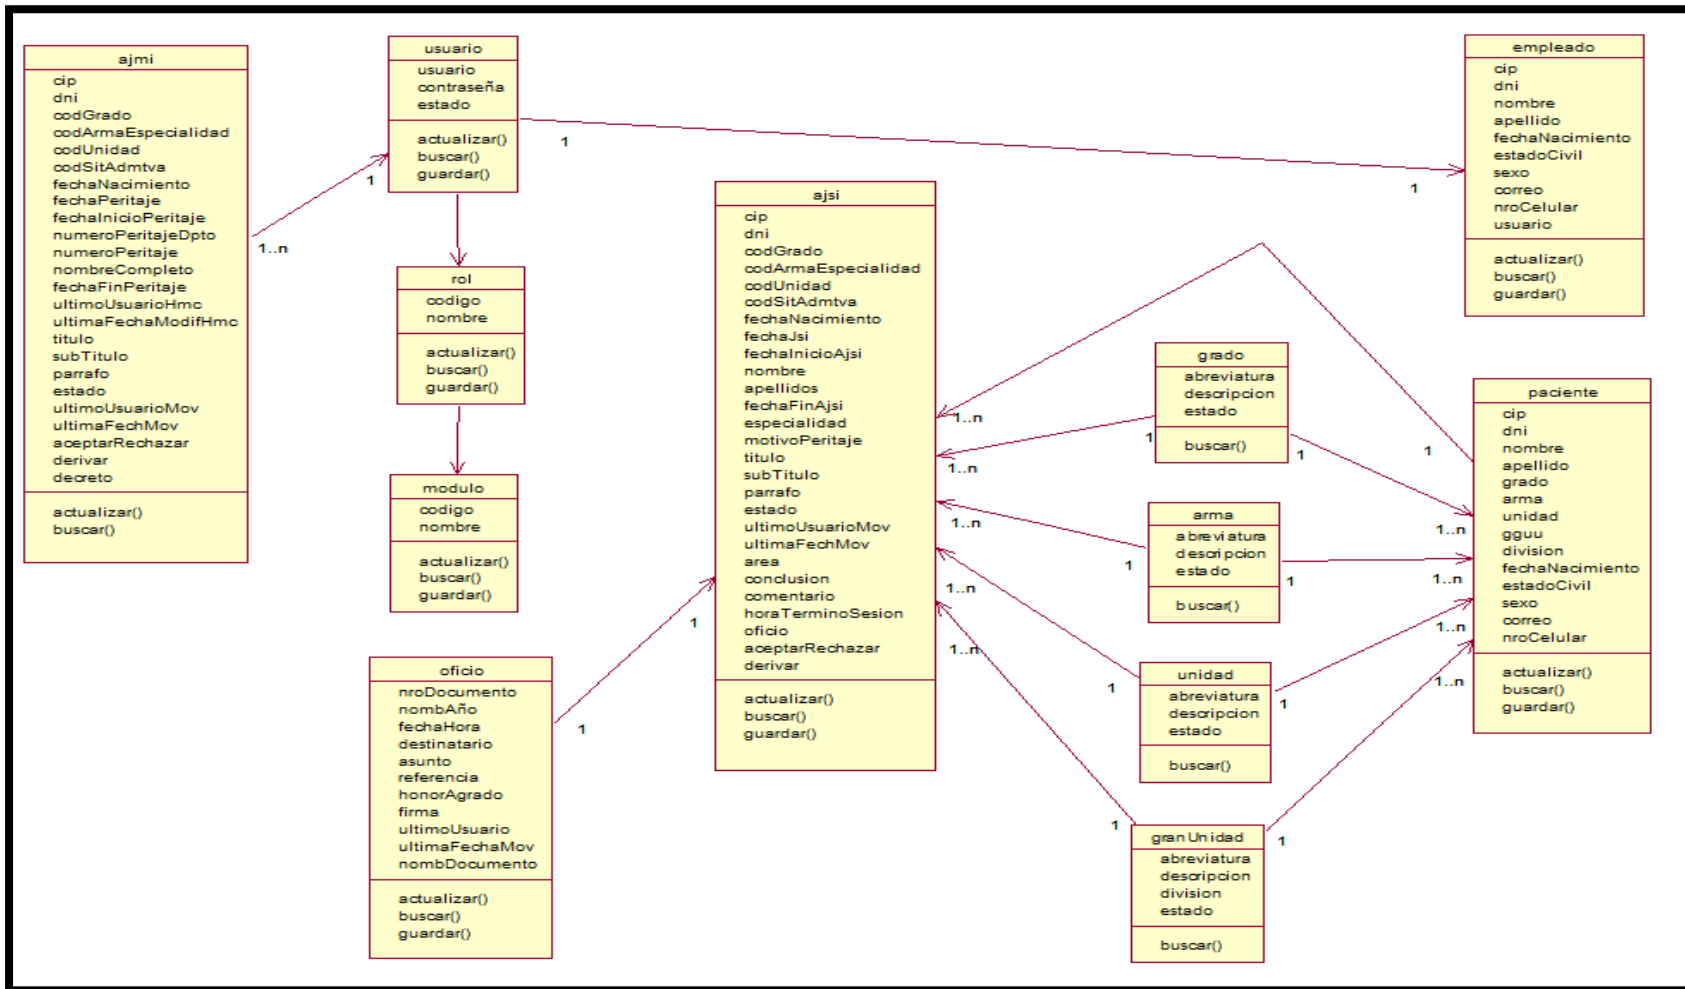 ajmi
cip
dni
codGrado
codArmaEspecialidad
codUnidad
codSitAdmtva
fechaNacimiento
fechaPeritaje
fechaInicioPeritaje
numeroPeritajeDpto
numeroPeritaje
nombreCompleto
fechaFinPeritaje
ultimoUsuarioHmc
ultimaFechaModifHmc
titulo
subTitulo
parrafo
estado
ultimoUsuarioMov
ultimaFechMov
aceptarRechazar
derivar
decreto
actualizar()
buscar()
1..n
1
usuario
usuario
contraseña
estado
actualizar()
buscar()
guardar()
1
1
rol
codigo
nombre
actualizar()
buscar()
guardar()
modulo
codigo
nombre
actualizar()
buscar()
guardar()
oficio
nroDocumento
nombAño
fechaHora
destinatario
asunto
referencia
honorAgrado
firma
ultimoUsuario
ultimaFechaMov
nombDocumento
actualizar()
buscar()
guardar()
1
1
ajsi
cip
dni
codGrado
codArmaEspecialidad
codUnidad
codSitAdmtva
fechaNacimiento
fechaJsi
fechaInicioAjsi
nombre
apellidos
fechaFinAjsi
especialidad
motivoPeritaje
titulo
subTitulo
parrafo
estado
ultimoUsuarioMov
ultimaFechMov
area
conclusion
comentario
horaTerminoSesion
oficio
aceptarRechazar
derivar
actualizar()
buscar()
guardar()
1..n
1..n
1..n
1..n
1..n
grado
abreviatura
descripcion
estado
buscar()
1
1
arma
abreviatura
descripcion
estado
buscar()
1
1
unidad
abreviatura
descripcion
estado
buscar()
1
1
granUnidad
abreviatura
descripcion
division
estado
buscar()
1
1
empleado
cip
dni
nombre
apellido
fechaNacimiento
estadoCivil
sexo
correo
nroCelular
usuario
actualizar()
buscar()
guardar()
1
1..n
1..n
1..n
1..n
paciente
cip
dni
nombre
apellido
grado
arma
unidad
gguu
division
fechaNacimiento
estadoCivil
sexo
correo
nroCelular
actualizar()
buscar()
guardar()